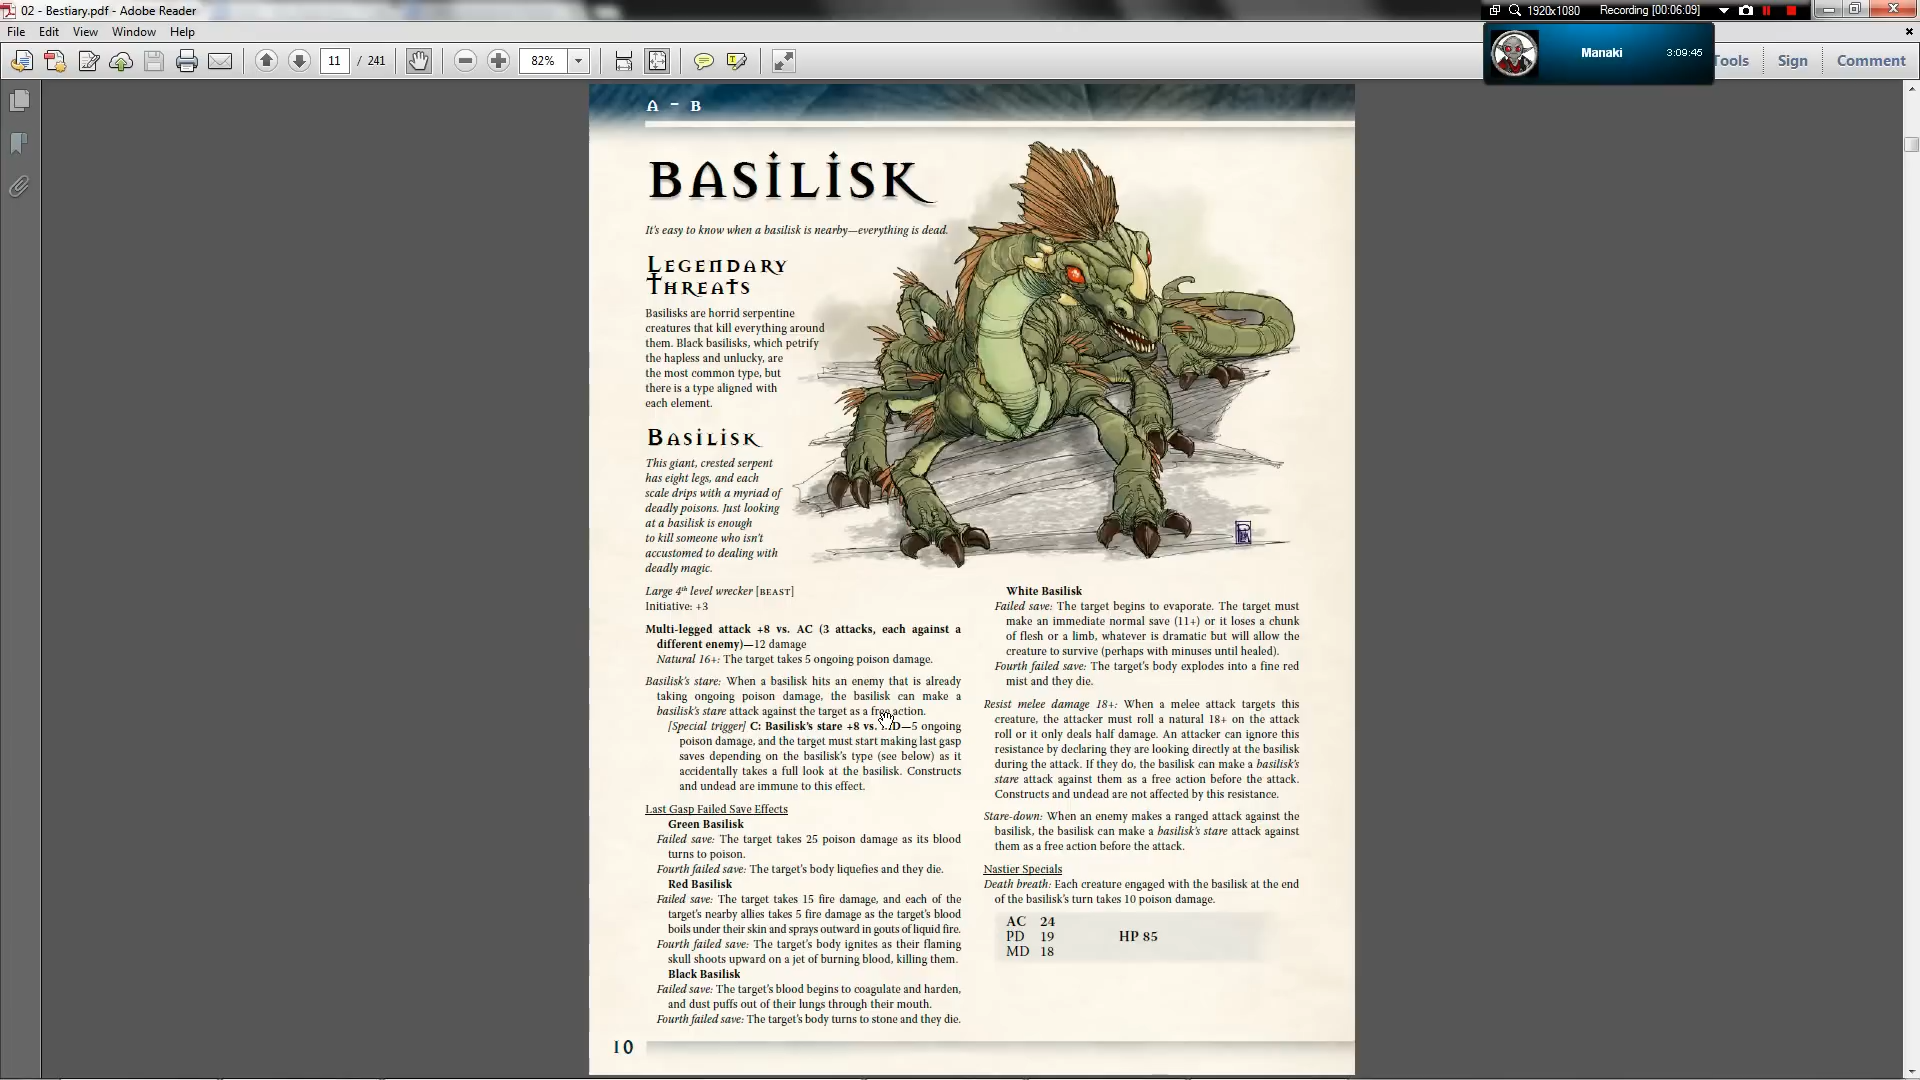 02 - Bestiary.pdf - Adobe Reader
1920x1080
Recording [00:06:09]
File Edit View Window Help
Manaki
3:09:45
11 / 241
82%
Tools
Sign
Comment
A - B
BASILISK
It's easy to know when a basilisk is nearby—everything is dead.
LEGENDARY
THREATS
Basilisks are horrid serpentine
creatures that kill everything around
them. Black basilisks, which petrify
the hapless and unlucky, are
the most common type, but
there is a type aligned with
each element.
BASILISK
This giant, crested serpent
has eight legs, and each
scale drips with a myriad of
deadly poisons. Just looking
at a basilisk is enough
to kill someone who isn't
accustomed to dealing with
deadly magic.
Large 4th level wrecker [BEAST]
Initiative: +3
Multi-legged attack +8 vs. AC (3 attacks, each against a
different enemy)—12 damage
Natural 16+: The target takes 5 ongoing poison damage.
Basilisk's stare: When a basilisk hits an enemy that is already
taking ongoing poison damage, the basilisk can make a
basilisk's stare attack against the target as a free action.
[Special trigger] C: Basilisk's stare +8 vs. —5 ongoing
poison damage, and the target must start making last gasp
saves depending on the basilisk's type (see below) as it
accidentally takes a full look at the basilisk. Constructs
and undead are immune to this effect.
Last Gasp Failed Save Effects
Green Basilisk
Failed save: The target takes 25 poison damage as its blood
turns to poison.
Fourth failed save: The target's body liquefies and they die.
Red Basilisk
Failed save: The target takes 15 fire damage, and each of the
target's nearby allies takes 5 fire damage as the target's blood
boils under their skin and sprays outward in gouts of liquid fire.
Fourth failed save: The target's body ignites as their flaming
skull shoots upward on a jet of burning blood, killing them.
Black Basilisk
Failed save: The target's blood begins to coagulate and harden,
and dust puffs out of their lungs through their mouth.
Fourth failed save: The target's body turns to stone and they die.
White Basilisk
Failed save: The target begins to evaporate. The target must
make an immediate normal save (11+) or it loses a chunk
of flesh or a limb, whatever is dramatic but will allow the
creature to survive (perhaps with minuses until healed).
Fourth failed save: The target's body explodes into a fine red
mist and they die.
Resist melee damage 18+: When a melee attack targets this
creature, the attacker must roll a natural 18+ on the attack
roll or it only deals half damage. An attacker can ignore this
resistance by declaring they are looking directly at the basilisk
during the attack. If they do, the basilisk can make a basilisk's
stare attack against them as a free action before the attack.
Constructs and undead are not affected by this resistance.
Stare-down: When an enemy makes a ranged attack against the
basilisk, the basilisk can make a basilisk's stare attack against
them as a free action before the attack.
Nastier Specials
Death breath: Each creature engaged with the basilisk at the end
of the basilisk's turn takes 10 poison damage.
AC 24
PD 19 HP 85
MD 18
10